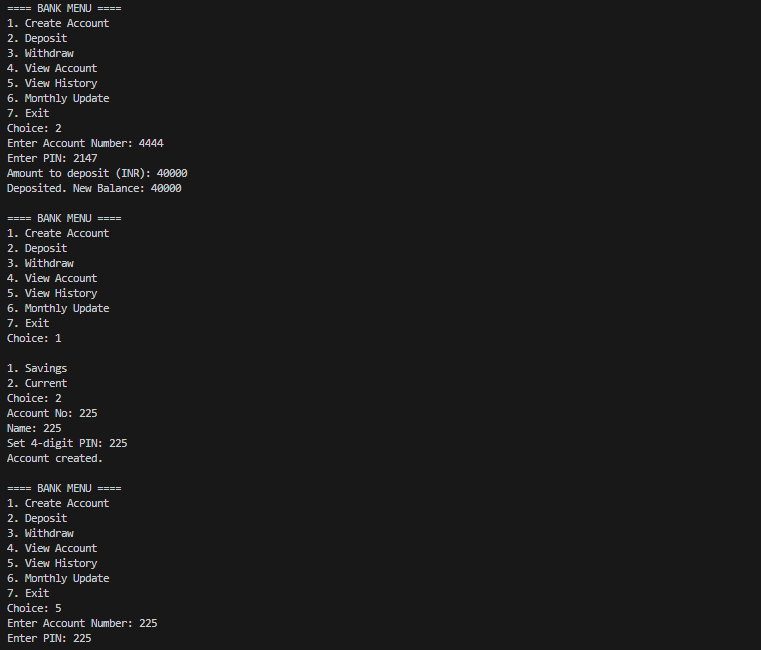 ==== BANK MENU ====
1. Create Account
2. Deposit
3. Withdraw
4. View Account
5. View History
6. Monthly Update
7. Exit
Choice: 2
Enter Account Number: 4444
Enter PIN: 2147
Amount to deposit (INR): 40000
Deposited. New Balance: 40000
==== BANK MENU ====
1. Create Account
2. Deposit
3. Withdraw
4. View Account
5. View History
6. Monthly Update
7. Exit
Choice: 1
1. Savings
2. Current
Choice: 2
Account No: 225
Name: 225
Set 4-digit PIN: 225
Account created.
==== BANK MENU ====
1. Create Account
2. Deposit
3. Withdraw
4. View Account
5. View History
6. Monthly Update
7. Exit
Choice: 5
Enter Account Number: 225
Enter PIN: 225